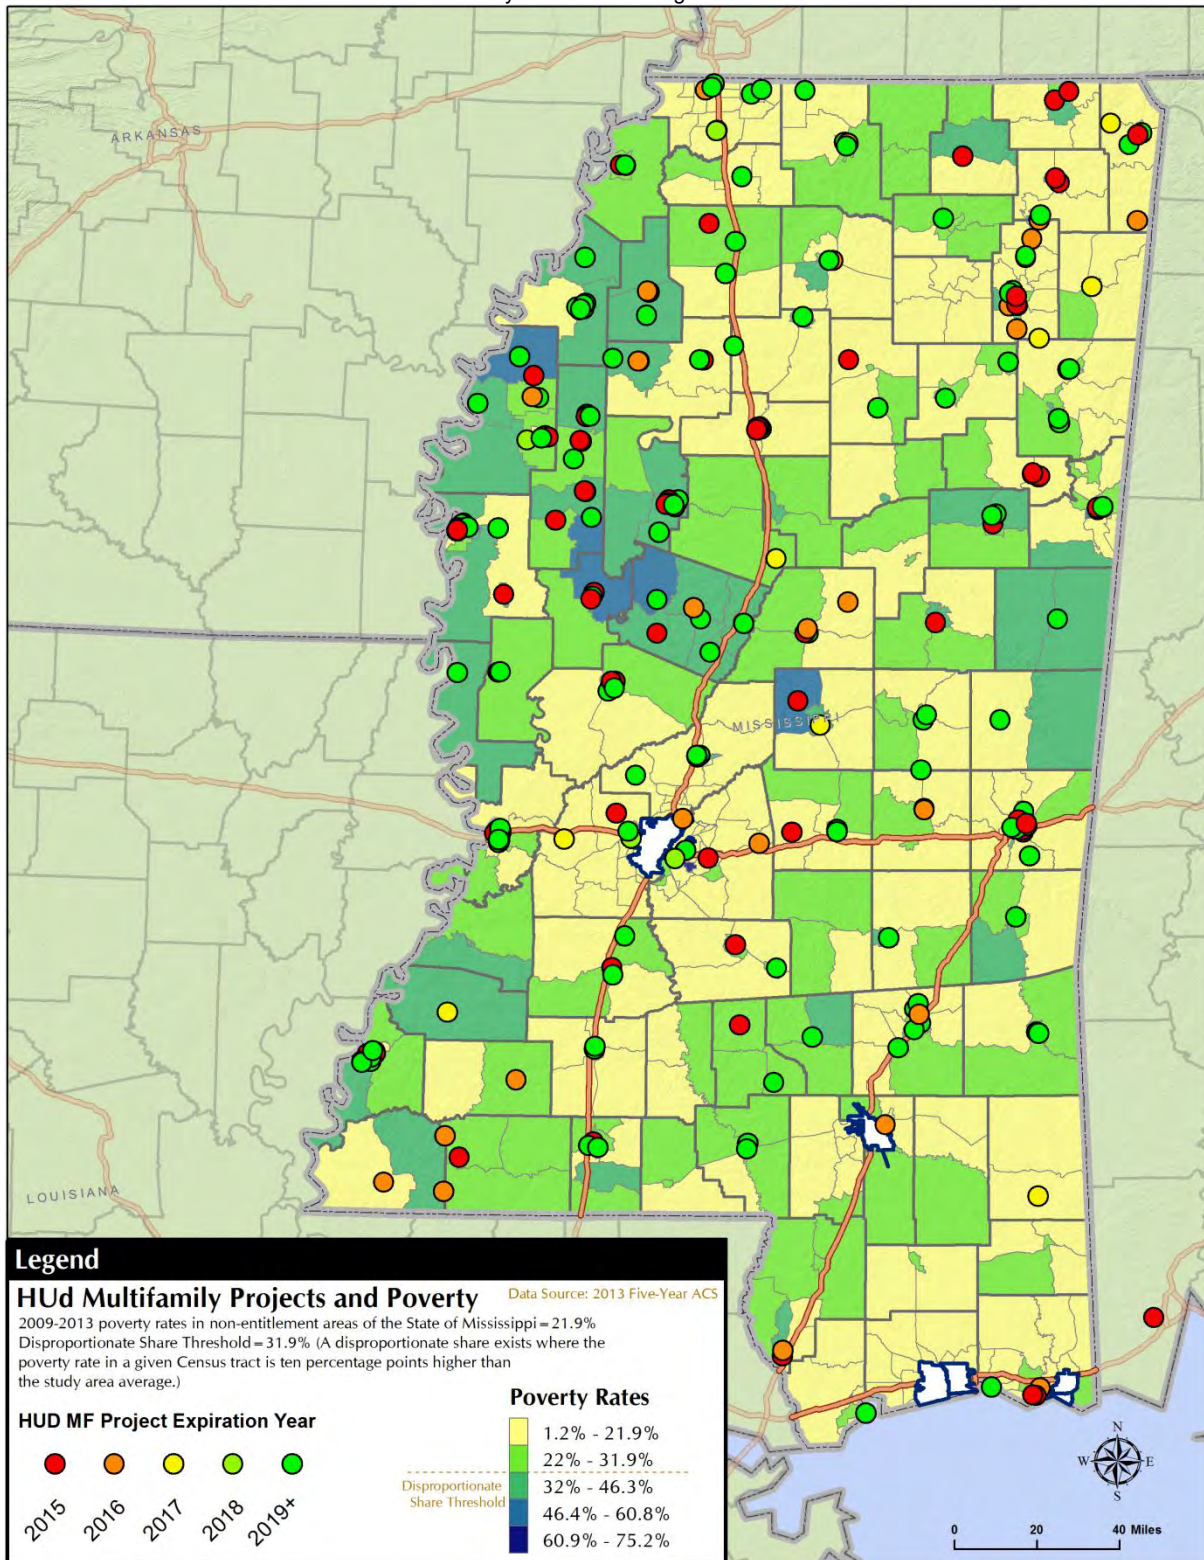 ARKANSAS
MISSISSIPPI
LOUISIANA
Legend
HUd Multifamily Projects and Poverty
Data Source: 2013 Five-Year ACS
2009-2013 poverty rates in non-entitlement areas of the State of Mississippi = 21.9%
Disproportionate Share Threshold = 31.9% (A disproportionate share exists where the
poverty rate in a given Census tract is ten percentage points higher than
the study area average.)
HUD MF Project Expiration Year
2015
2016
2017
2018
2019+
Poverty Rates
1.2% - 21.9%
22% - 31.9%
Disproportionate
Share Threshold
32% - 46.3%
46.4% - 60.8%
60.9% - 75.2%
N
W
E
S
0 20 40 Miles